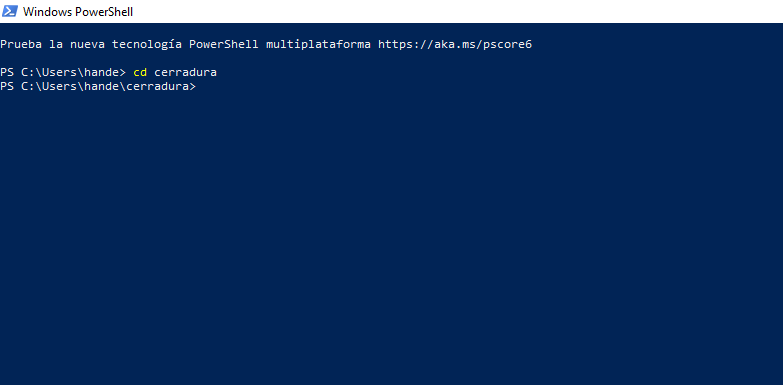 Windows PowerShell
Prueba la nueva tecnología PowerShell multiplataforma https://aka.ms/pscore6
PS C:\Users\hande> cd cerradura
PS C:\Users\hande\cerradura>